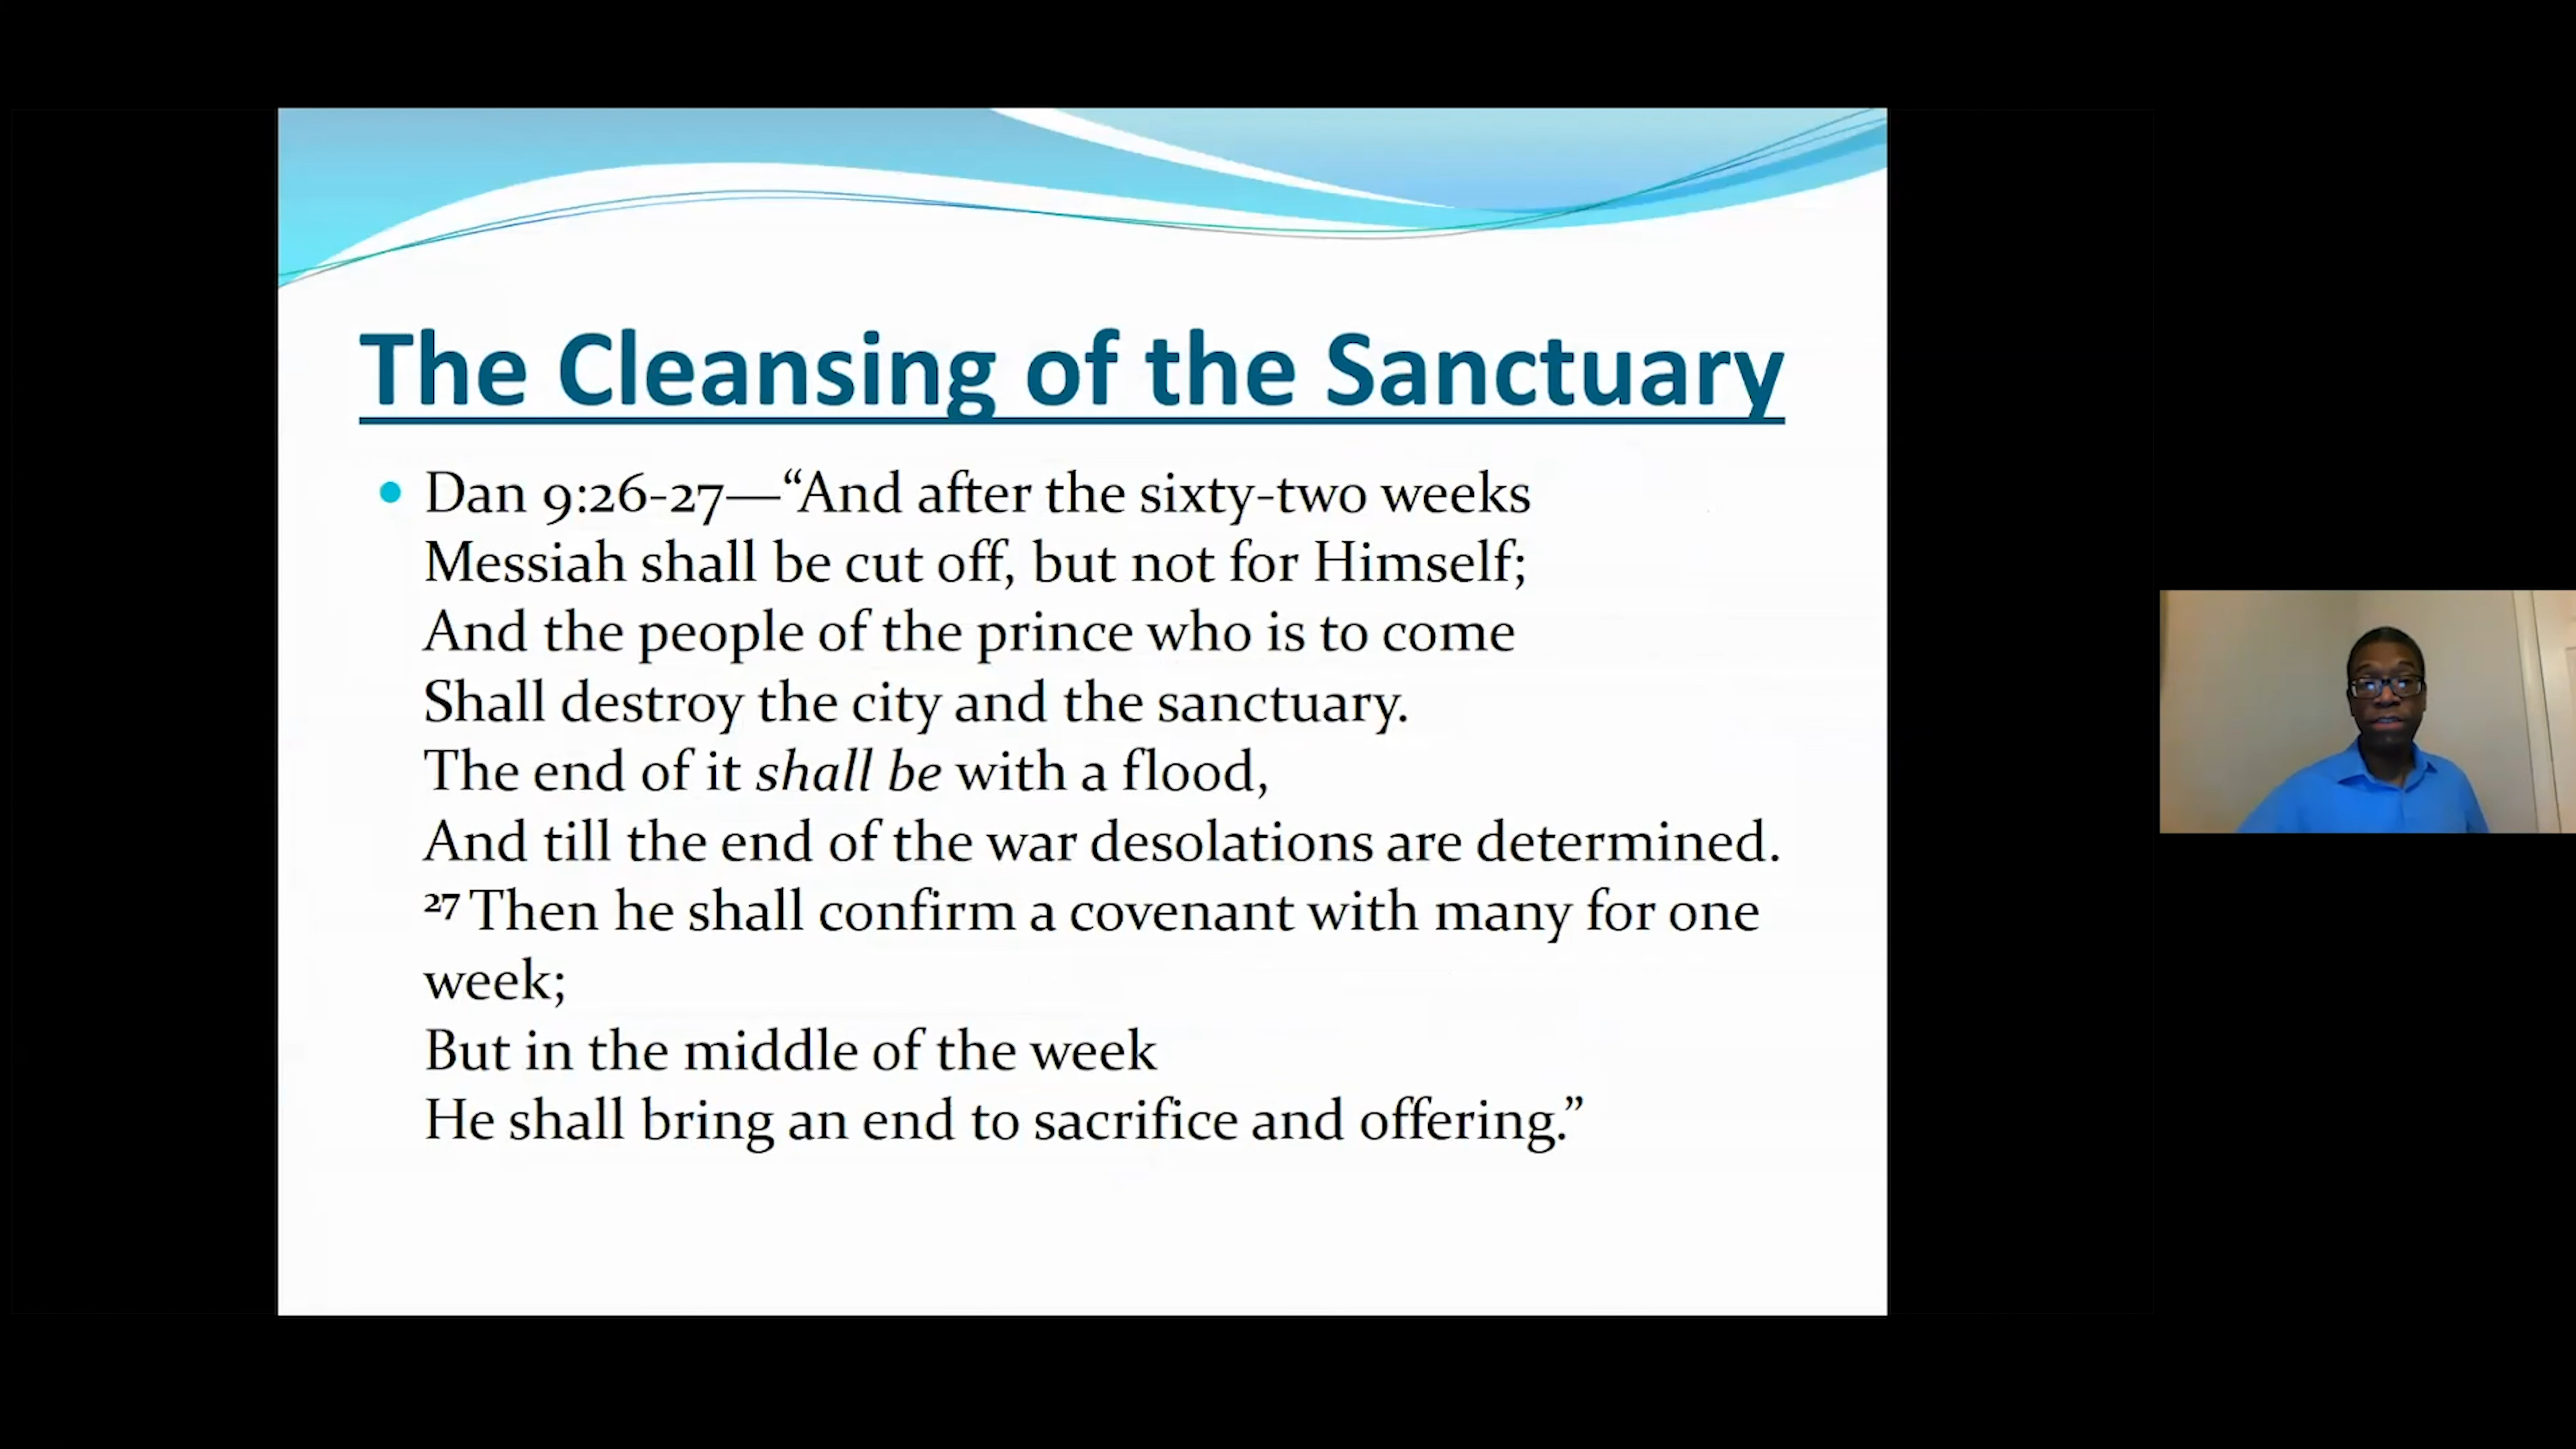 The Cleansing of the Sanctuary
• Dan 9:26-27—“And after the sixty-two weeks
Messiah shall be cut off, but not for Himself;
And the people of the prince who is to come
Shall destroy the city and the sanctuary.
The end of it shall be with a flood,
And till the end of the war desolations are determined.
27 Then he shall confirm a covenant with many for one
week;
But in the middle of the week
He shall bring an end to sacrifice and offering.”